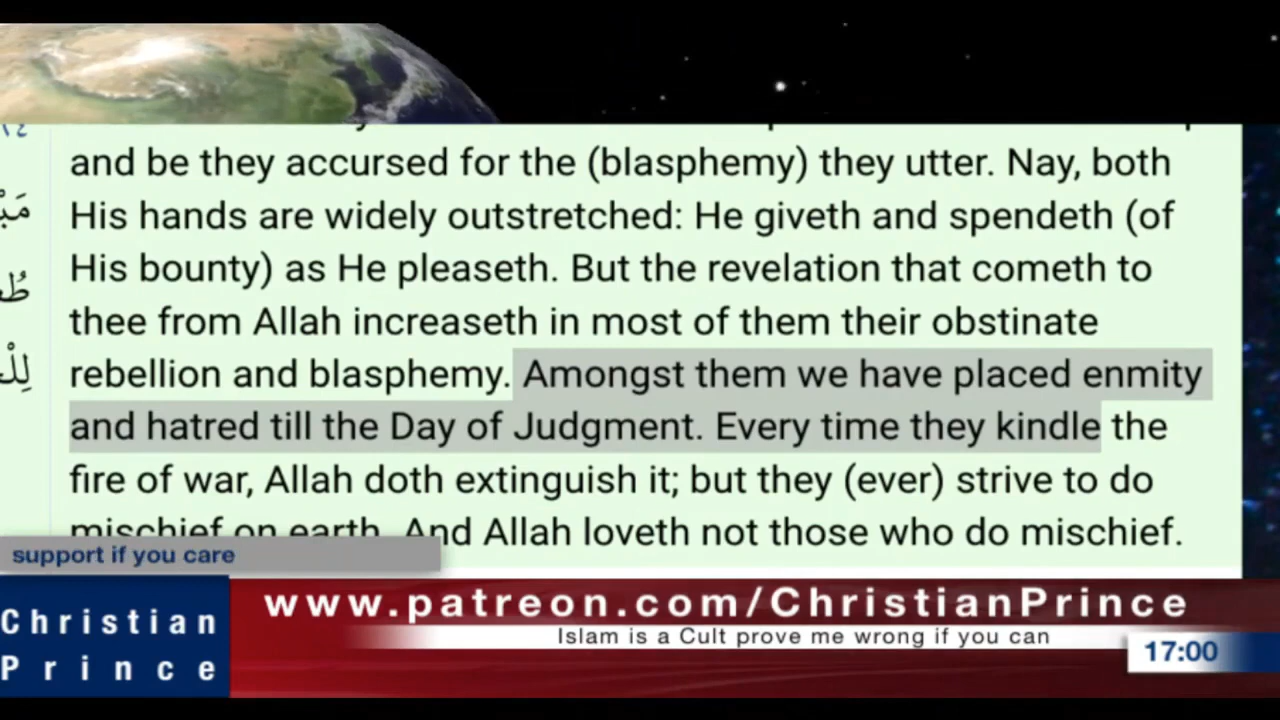 and be they accursed for the (blasphemy) they utter. Nay, both
His hands are widely outstretched: He giveth and spendeth (of
His bounty) as He pleaseth. But the revelation that cometh to
thee from Allah increaseth in most of them their obstinate
rebellion and blasphemy. Amongst them we have placed enmity
and hatred till the Day of Judgment. Every time they kindle the
fire of war, Allah doth extinguish it; but they (ever) strive to do
mischief on earth. And Allah loveth not those who do mischief.
support if you care
Christian
Prince
www.patreon.com/ChristianPrince
Islam is a Cult prove me wrong if you can
17:00